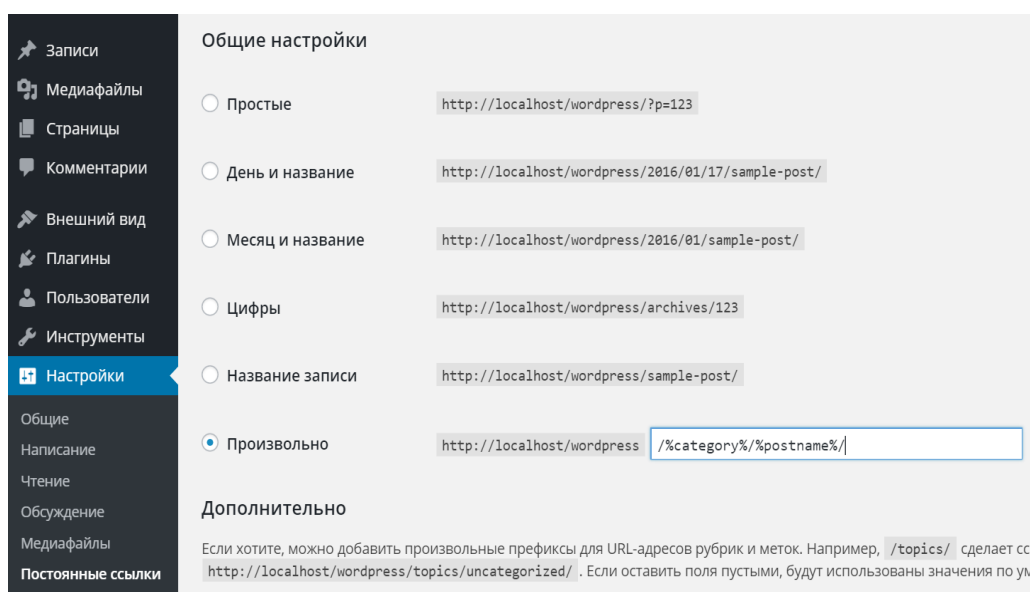 Записи
Медиафайлы
Страницы
Комментарии
Внешний вид
Плагины
Пользователи
Инструменты
Настройки
Общие
Написание
Чтение
Обсуждение
Медиафайлы
Постоянные ссылки
Общие настройки
Простые http://localhost/wordpress/?p=123
День и название http://localhost/wordpress/2016/01/17/sample-post/
Месяц и название http://localhost/wordpress/2016/01/sample-post/
Цифры http://localhost/wordpress/archives/123
Название записи http://localhost/wordpress/sample-post/
Произвольно http://localhost/wordpress /%category%/%postname%/
Дополнительно
Если хотите, можно добавить произвольные префиксы для URL-адресов рубрик и меток. Например, /topics/ сделает
http://localhost/wordpress/topics/uncategorized/ . Если оставить поля пустыми, будут использованы значения по